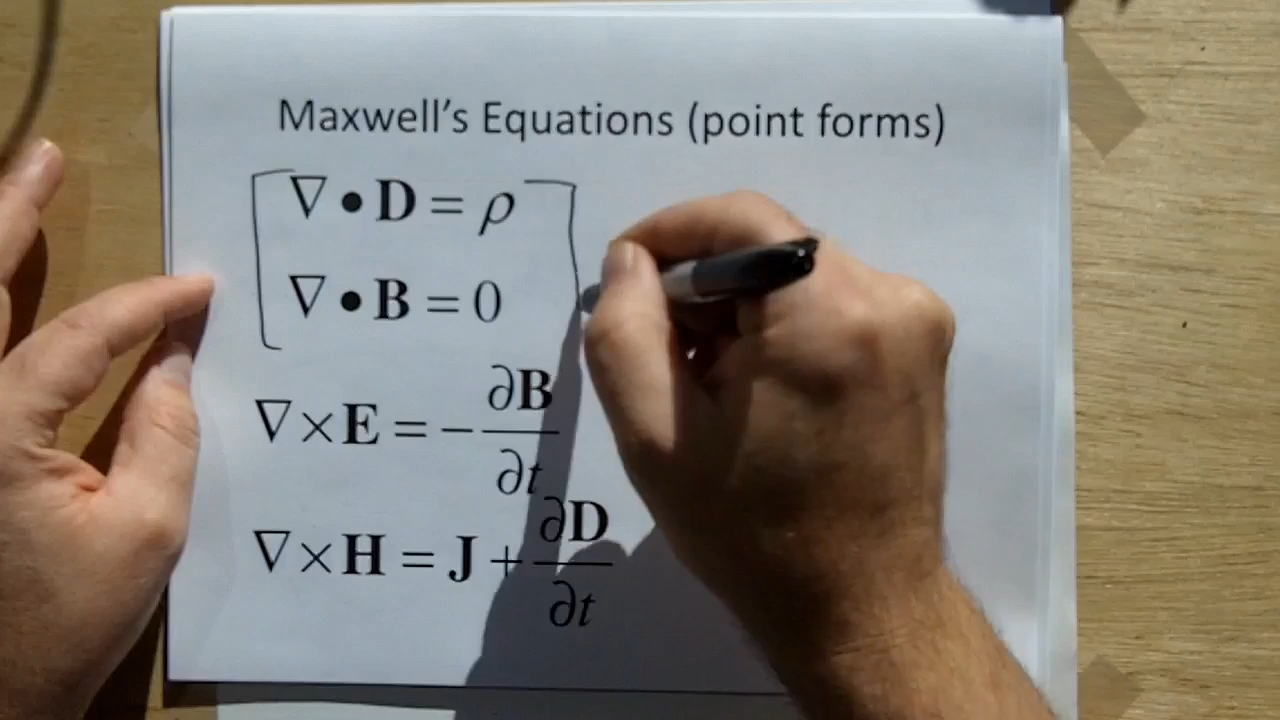 Maxwell's Equations (point forms)
∇ • D = ρ
∇ • B = 0
∇ × E = − ∂B/∂t
∇ × H = J + ∂D/∂t